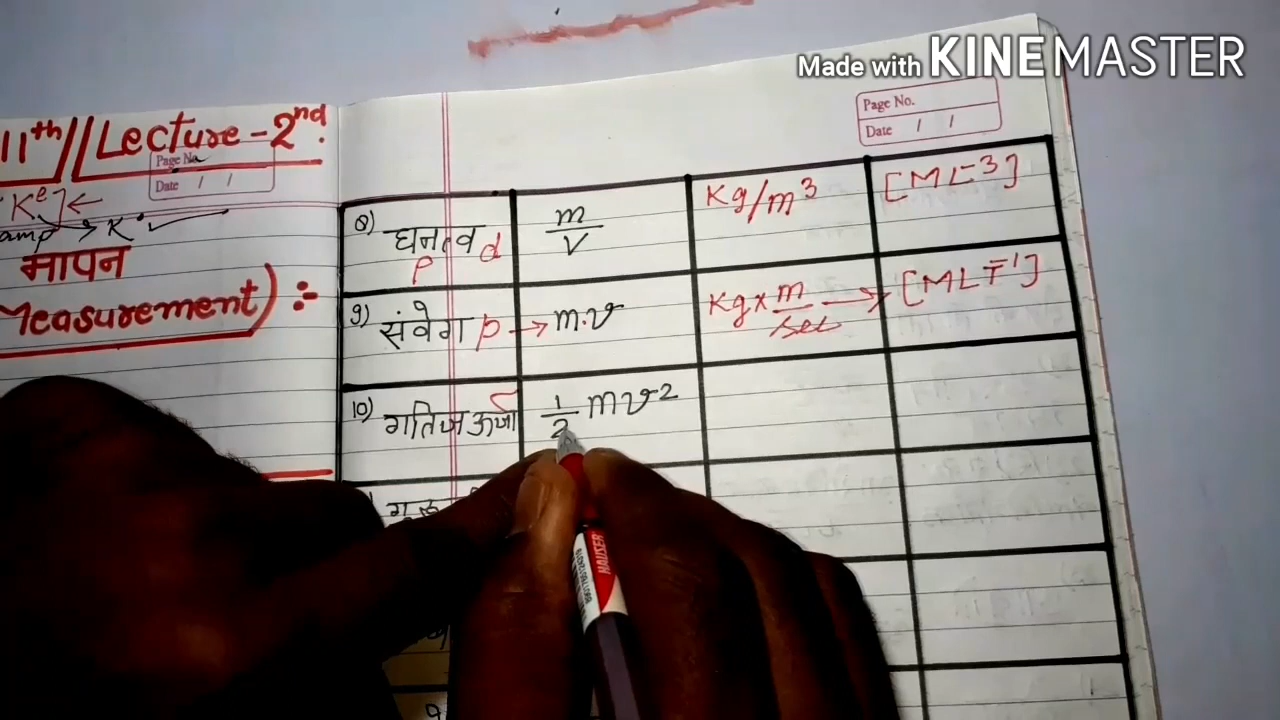 Made with KINEMASTER
11th // Lecture - 2nd.
Page No.
Date / /
Page No.
Date / /
मापन
Measurement) :-
8) घनत्व d
ρ
m/V
Kg/m³
[ML⁻³]
9) संवेग p → m.v
Kg x m/sec → [MLT⁻¹]
10) गतिज ऊर्जा
1/2 mv²
HAUSER